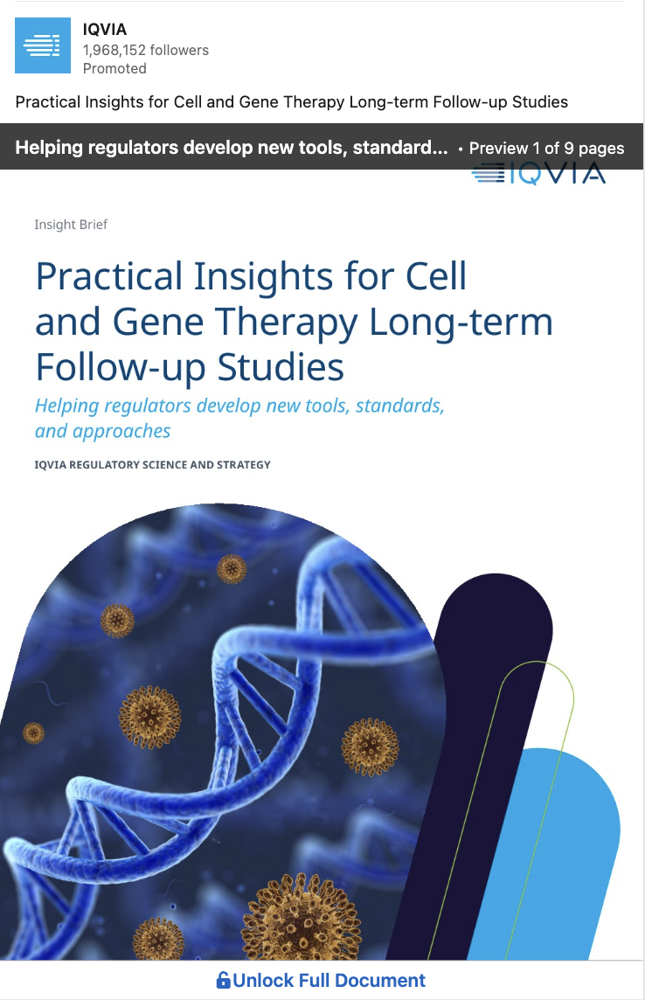 IQVIA
1,968,152 followers
Promoted
Practical Insights for Cell and Gene Therapy Long-term Follow-up Studies
Helping regulators develop new tools, standard... • Preview 1 of 9 pages
IQVIA
Insight Brief
Practical Insights for Cell
and Gene Therapy Long-term
Follow-up Studies
Helping regulators develop new tools, standards,
and approaches
IQVIA REGULATORY SCIENCE AND STRATEGY
Unlock Full Document